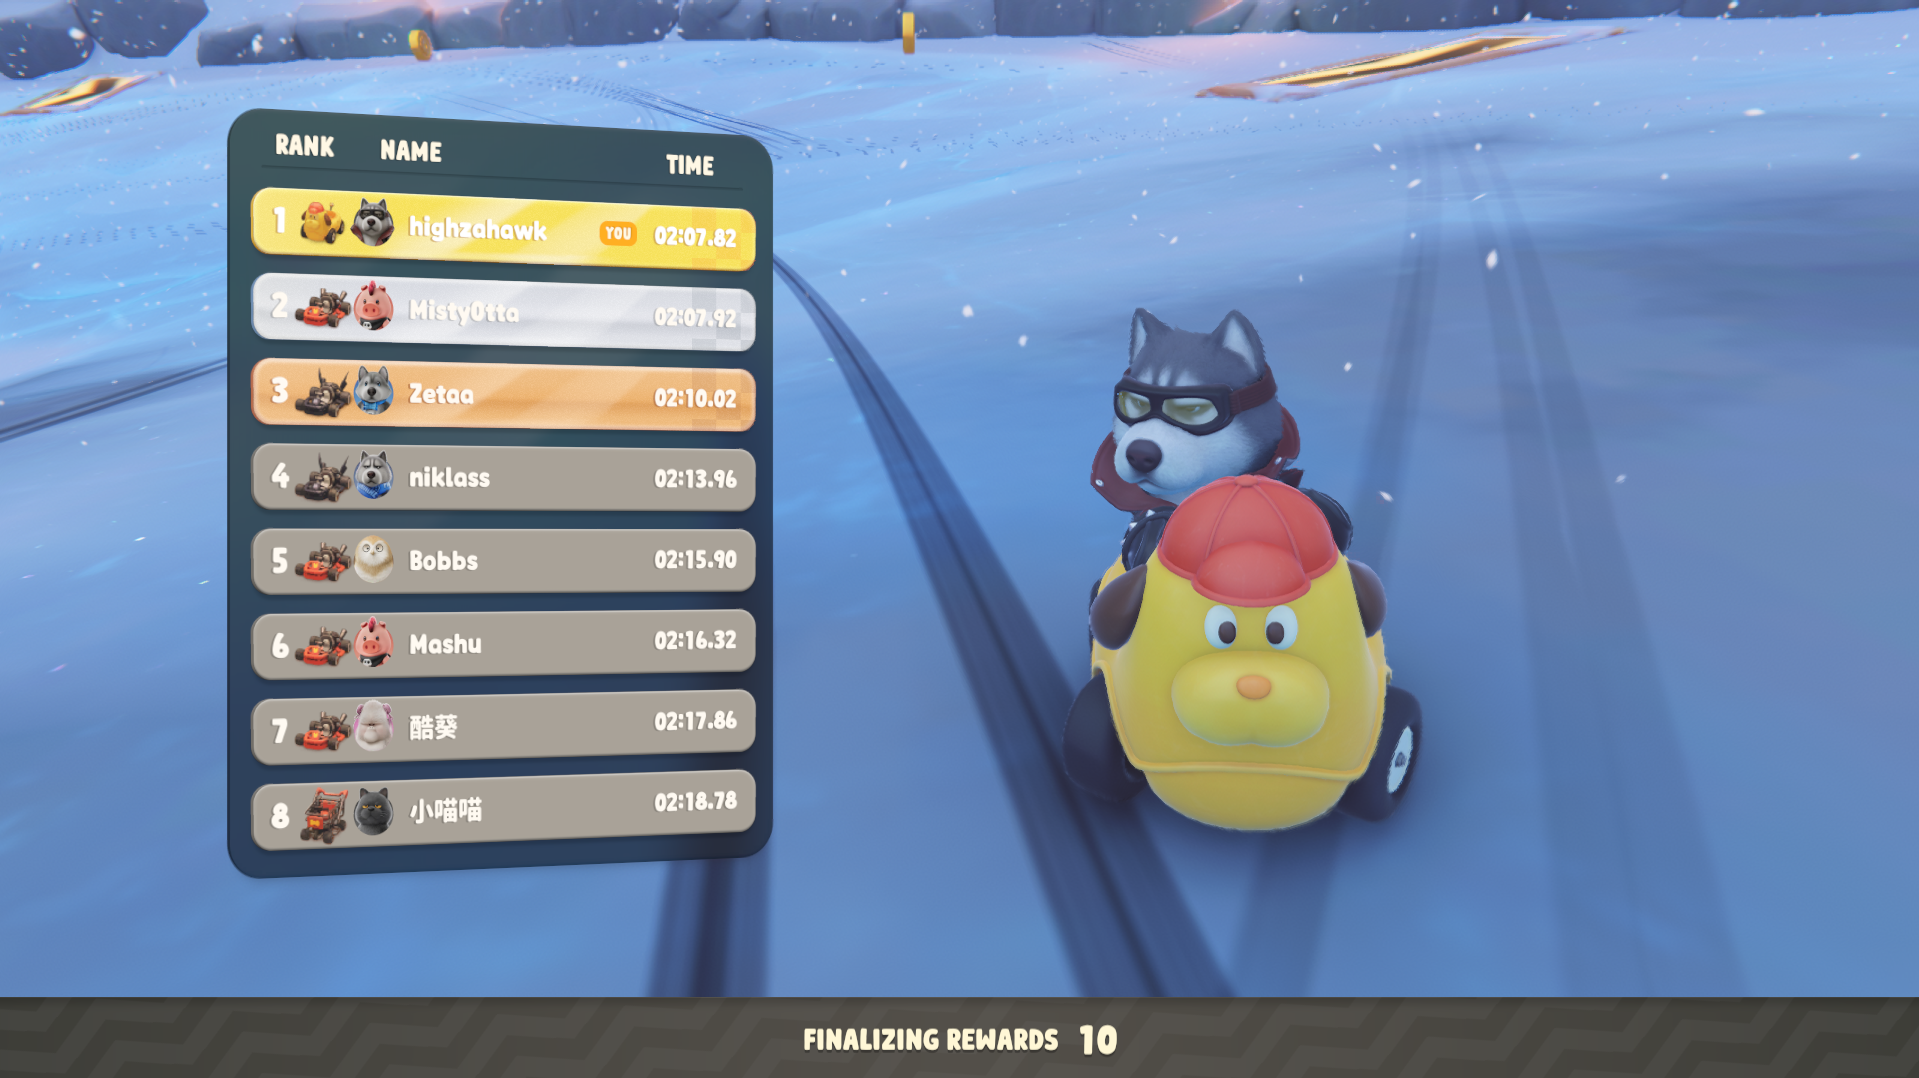 RANK NAME TIME
1 highzahawk YOU 02:07.82
2 MistyOtta 02:07.92
3 Zetaa 02:10.02
4 niklass 02:13.96
5 Bobbs 02:15.90
6 Mashu 02:16.32
7 酷葵 02:17.86
8 小喵喵 02:18.78
FINALIZING REWARDS 10